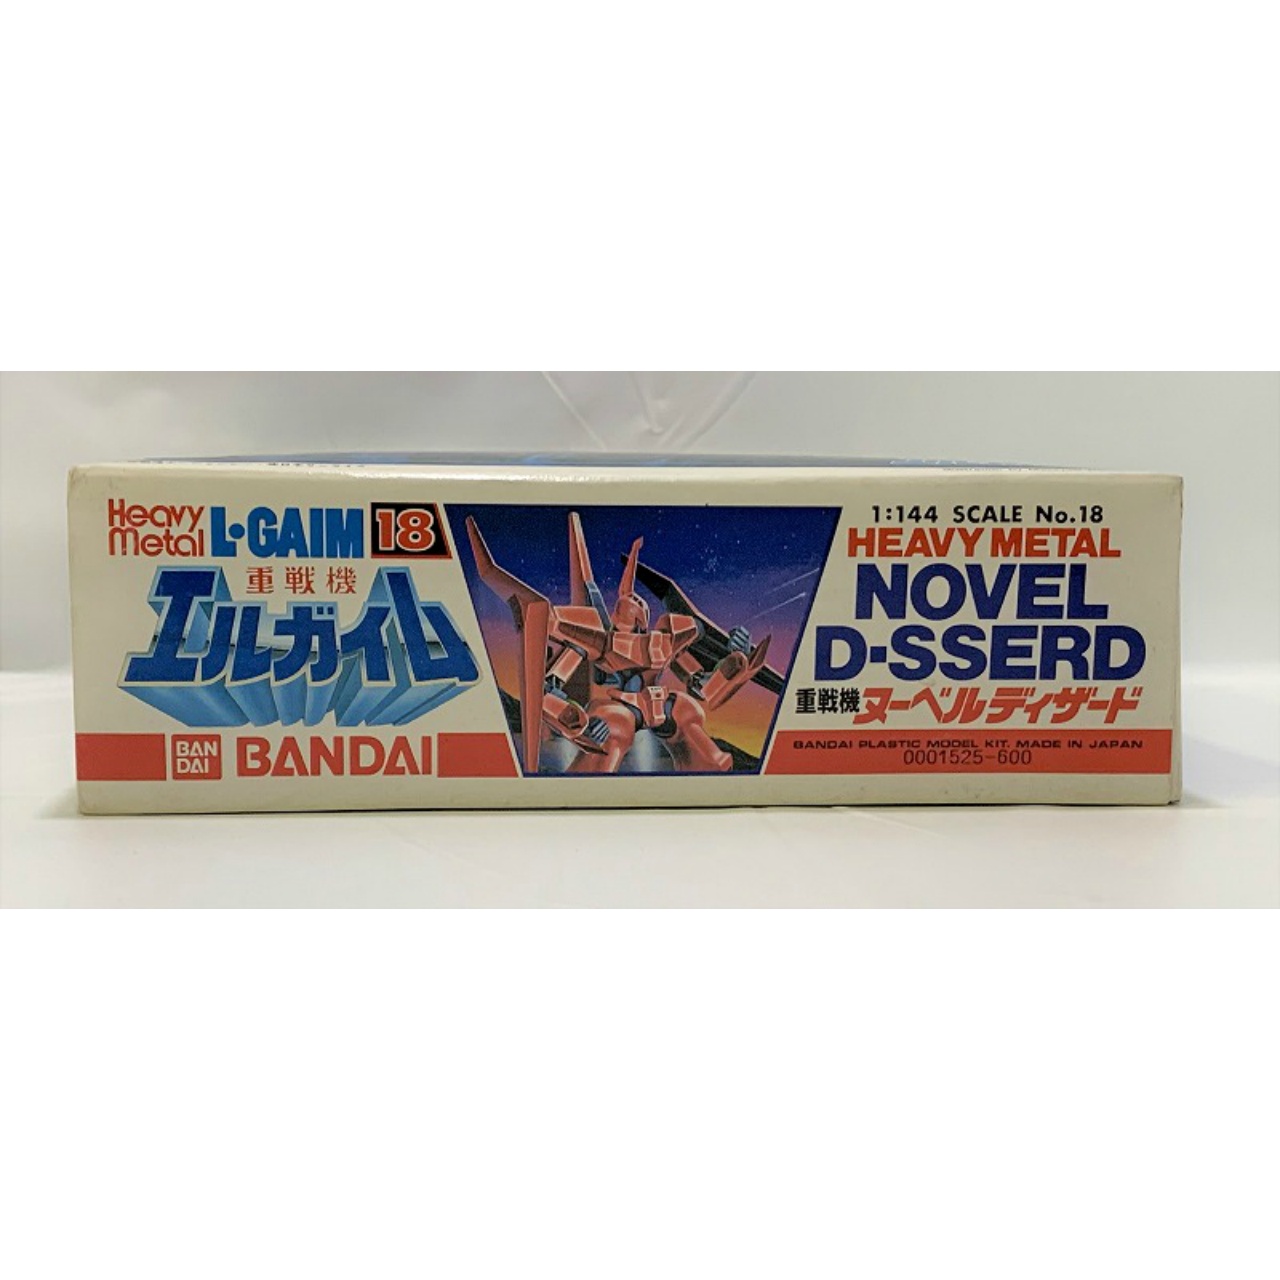 Heavy Metal L·GAIM 18
重戦機
エルガイム
BAN DAI BANDAI
1:144 SCALE No.18
HEAVY METAL
NOVEL
D-SSERD
重戦機 ヌーベルディザード
BANDAI PLASTIC MODEL KIT. MADE IN JAPAN
0001525-600